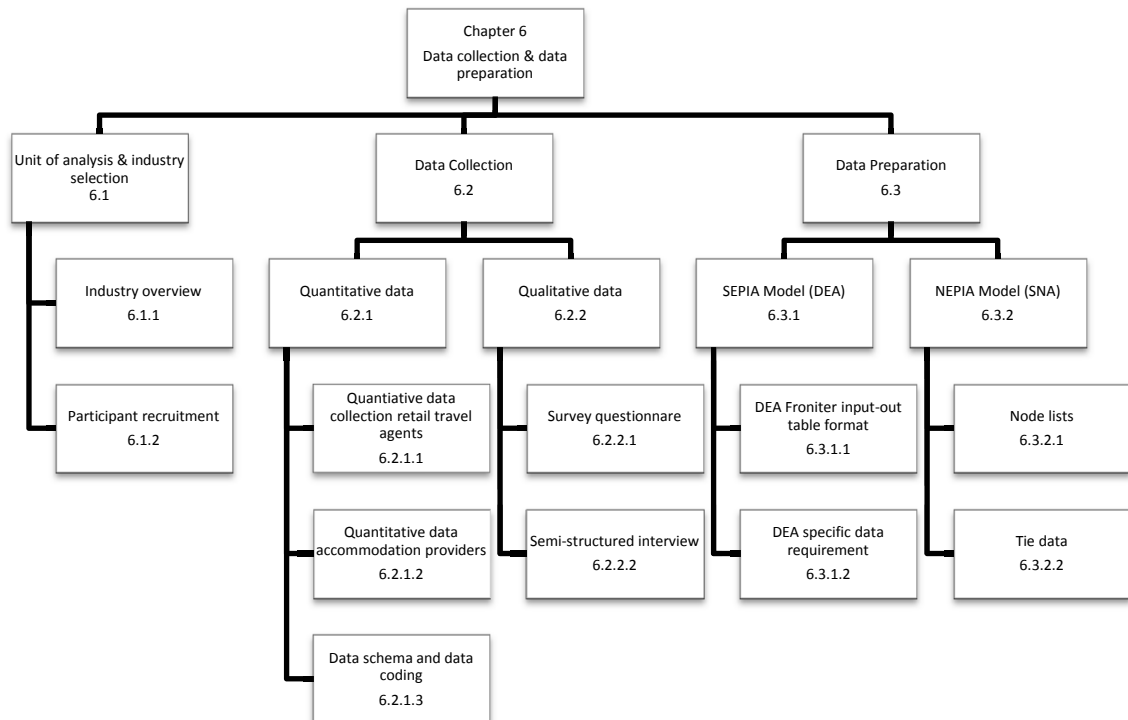 Chapter 6
Data collection & data
preparation
Unit of analysis & industry
selection
6.1
Data Collection
6.2
Data Preparation
6.3
Industry overview
6.1.1
Quantitative data
6.2.1
Qualitative data
6.2.2
SEPIA Model (DEA)
6.3.1
NEPIA Model (SNA)
6.3.2
Participant recruitment
6.1.2
Quantiative data
collection retail travel
agents
6.2.1.1
Survey questionnare
6.2.2.1
DEA Froniter input-out
table format
6.3.1.1
Node lists
6.3.2.1
Quantitative data
accommodation providers
6.2.1.2
Semi-structured interview
6.2.2.2
DEA specific data
requirement
6.3.1.2
Tie data
6.3.2.2
Data schema and data
coding
6.2.1.3